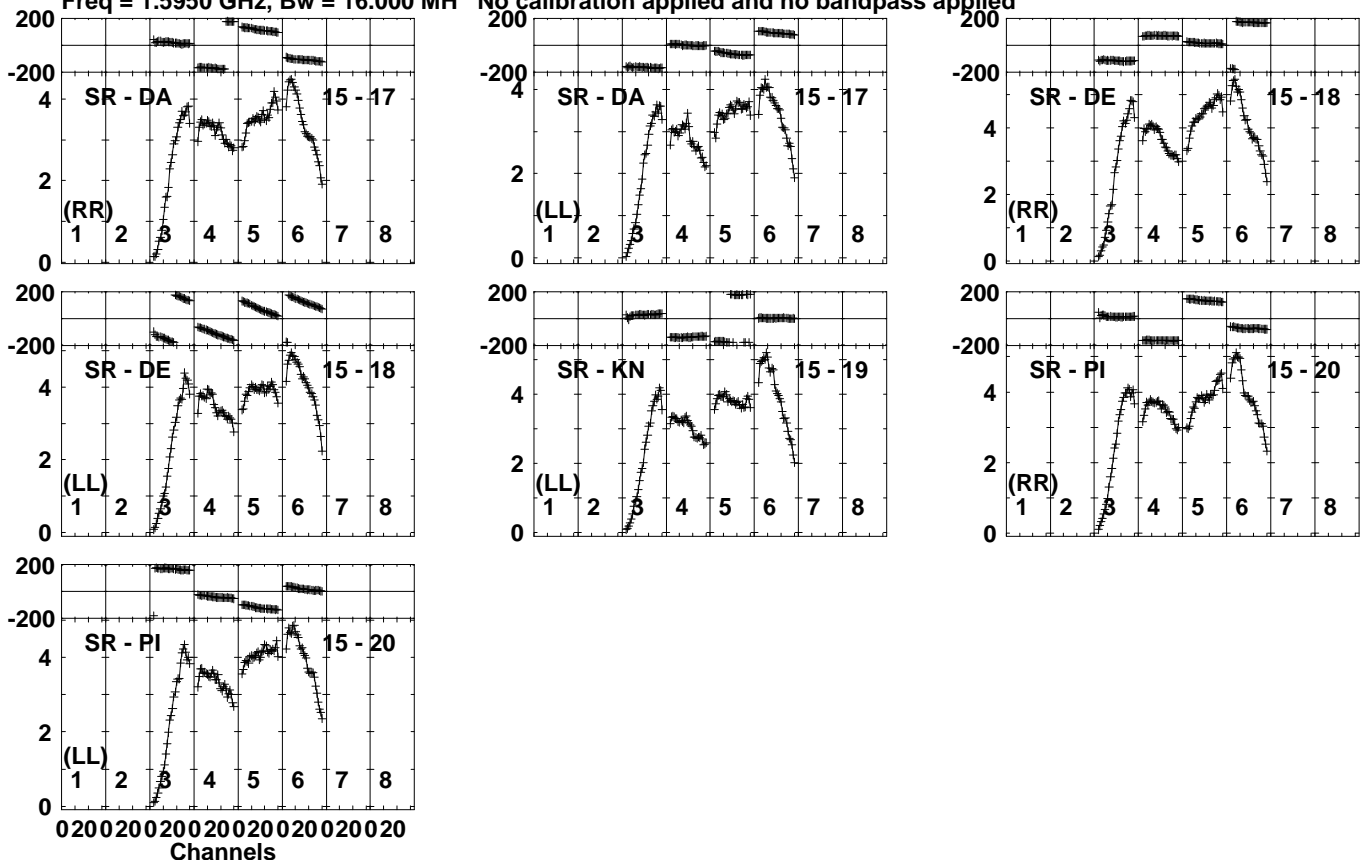 Freq = 1.5950 GHz, Bw = 16.000 MH No calibration applied and no bandpass applied
200
-200
SR - DA 15 - 17
4
2
(RR)
1 2 3 4 5 6 7 8
0
200
-200
SR - DA 15 - 17
4
2
(LL)
1 2 3 4 5 6 7 8
0
200
-200
SR - DE 15 - 18
4
2
(RR)
1 2 3 4 5 6 7 8
0
200
-200
SR - DE 15 - 18
4
2
(LL)
1 2 3 4 5 6 7 8
0
200
-200
SR - KN 15 - 19
4
2
(LL)
1 2 3 4 5 6 7 8
0
200
-200
SR - PI 15 - 20
4
2
(RR)
1 2 3 4 5 6 7 8
0
200
-200
SR - PI 15 - 20
4
2
(LL)
1 2 3 4 5 6 7 8
0
0 20 0 20 0 20 0 20 0 20 0 20 0 20 0 20
Channels